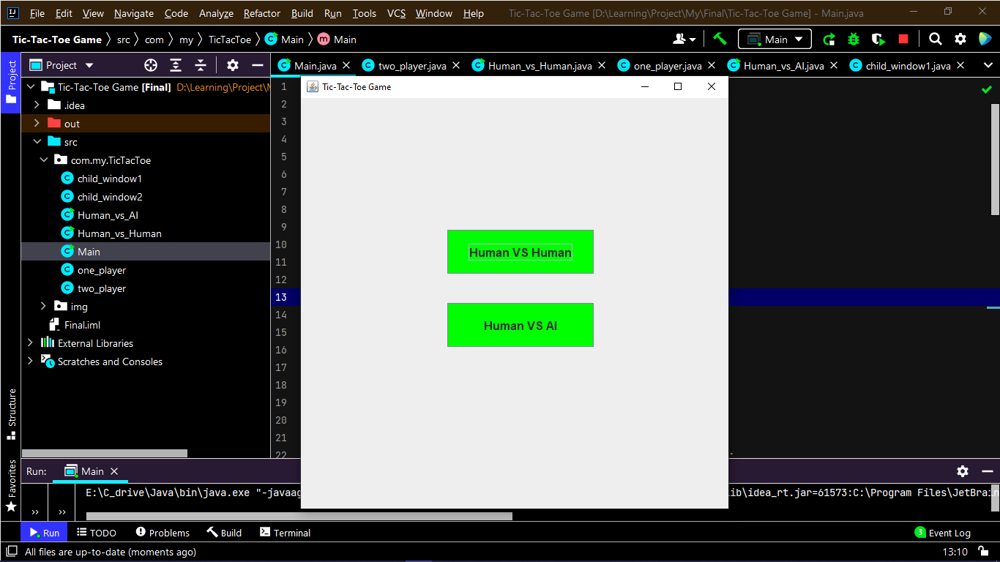 File Edit View Navigate Code Analyze Refactor Build Run Tools VCS Window Help Tic-Tac-Toe Game [D:\Learning\Project\My\Final\Tic-Tac-Toe Game] - Main.java
Tic-Tac-Toe Game src com my TicTacToe Main m Main Main
Project
Project
Main.java two_player.java Human_vs_Human.java one_player.java Human_vs_AI.java child_window1.java
Tic-Tac-Toe Game [Final] D:\Learning\Project\
.idea
out
src
com.my.TicTacToe
C child_window1
C child_window2
C Human_vs_AI
C Human_vs_Human
C Main
C one_player
C two_player
img
Final.iml
External Libraries
Scratches and Consoles
Structure
Favorites
1
2
3
4
5
6
7
8
9
10
11
12
13
14
15
16
17
18
19
20
21
22
Tic-Tac-Toe Game
Human VS Human
Human VS AI
Run: Main
E:\C_drive\Java\bin\java.exe "-javaag
lib\idea_rt.jar=61573:C:\Program Files\JetBrain
Run TODO Problems Build Terminal 3 Event Log
All files are up-to-date (moments ago) 13:10